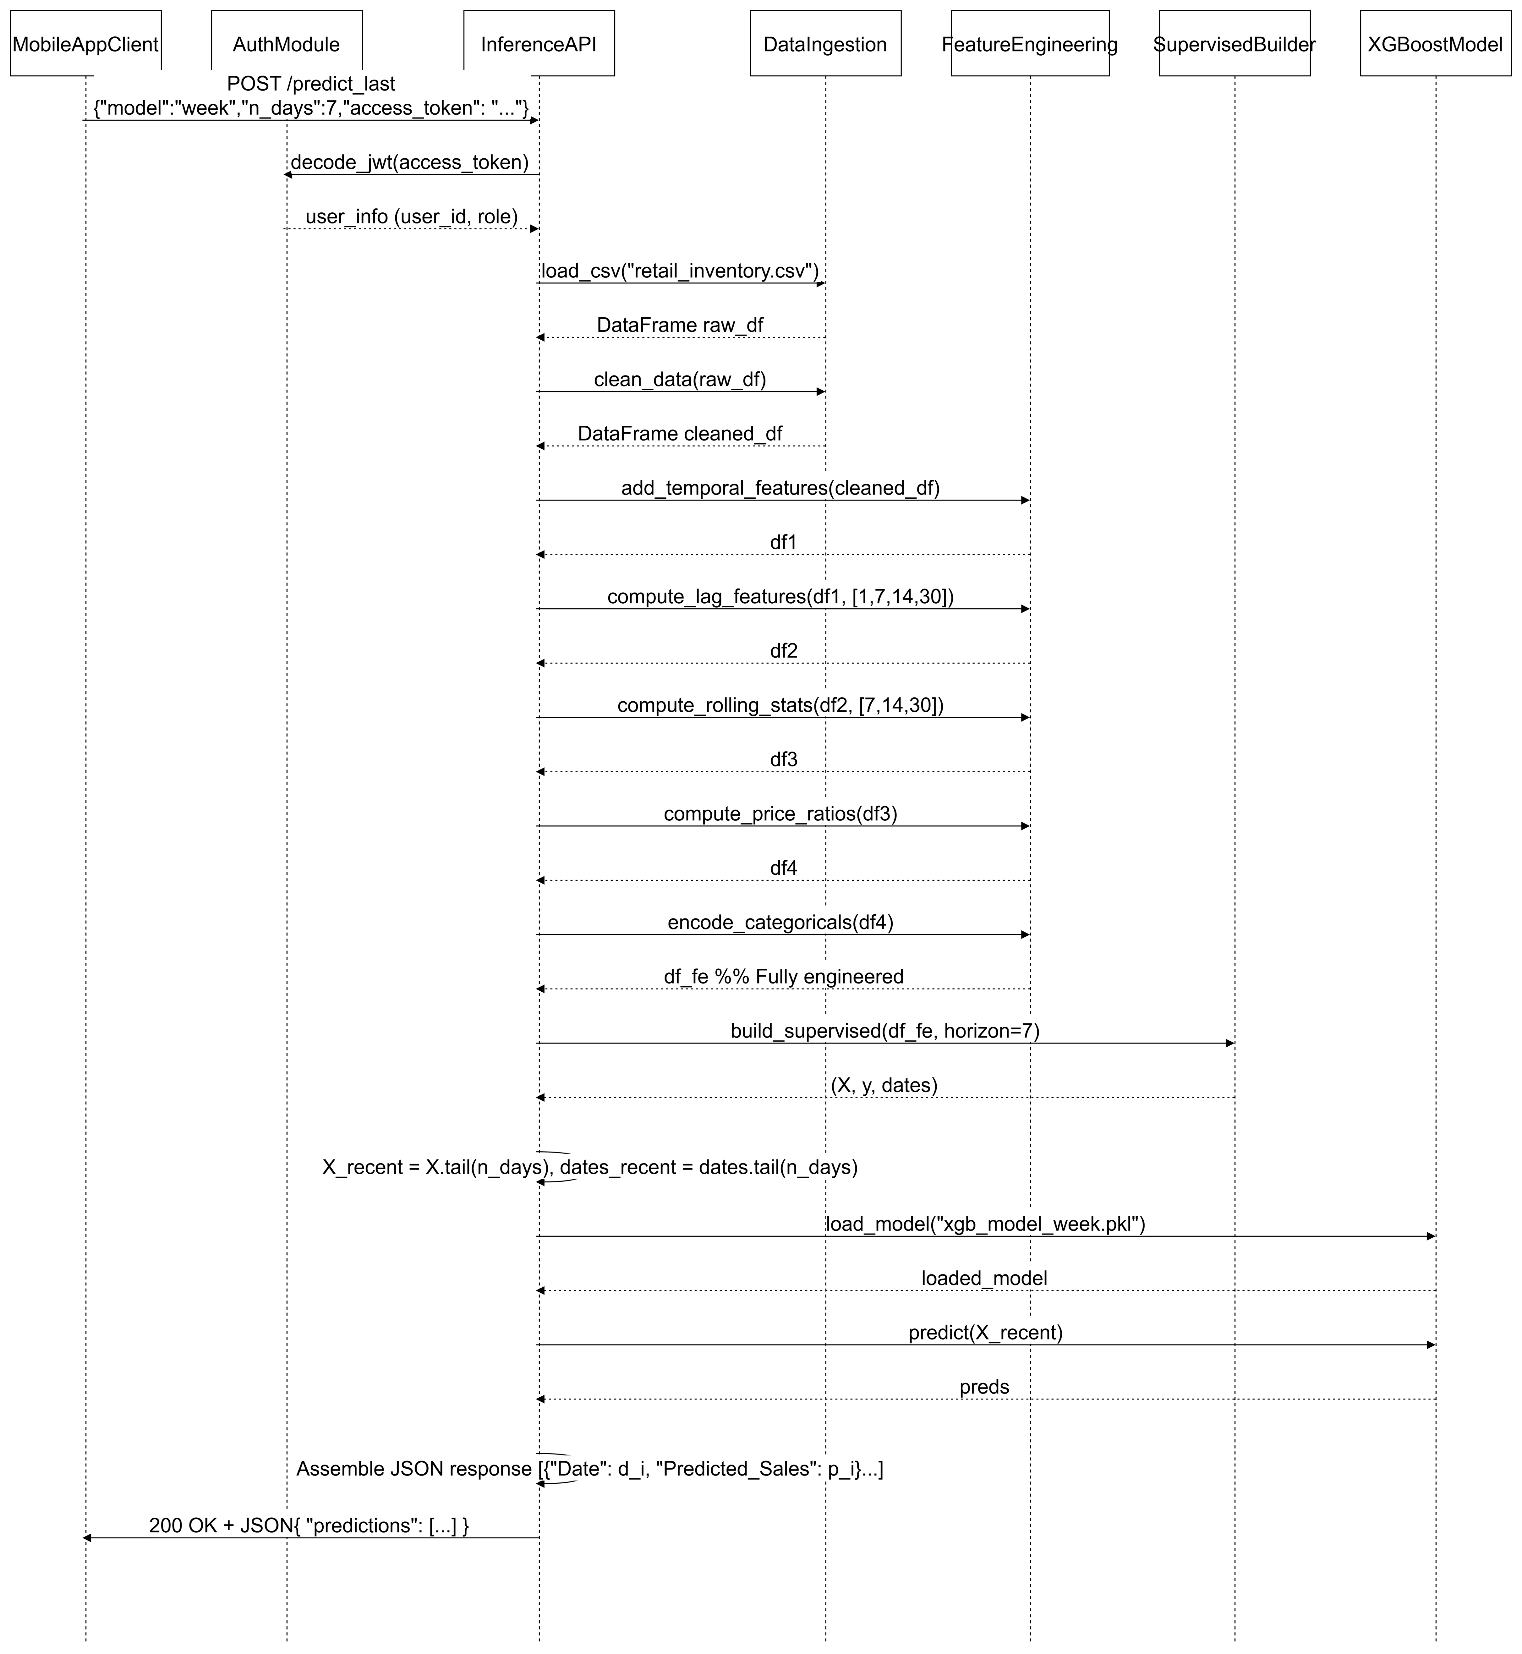 MobileAppClient
AuthModule
InferenceAPI
DataIngestion
FeatureEngineering
SupervisedBuilder
XGBoostModel
POST /predict_last
{"model":"week","n_days":7,"access_token": "..."}
decode_jwt(access_token)
user_info (user_id, role)
load_csv("retail_inventory.csv")
DataFrame raw_df
clean_data(raw_df)
DataFrame cleaned_df
add_temporal_features(cleaned_df)
df1
compute_lag_features(df1, [1,7,14,30])
df2
compute_rolling_stats(df2, [7,14,30])
df3
compute_price_ratios(df3)
df4
encode_categoricals(df4)
df_fe %% Fully engineered
build_supervised(df_fe, horizon=7)
(X, y, dates)
X_recent = X.tail(n_days), dates_recent = dates.tail(n_days)
load_model("xgb_model_week.pkl")
loaded_model
predict(X_recent)
preds
Assemble JSON response [{"Date": d_i, "Predicted_Sales": p_i}...]
200 OK + JSON{ "predictions": [...] }